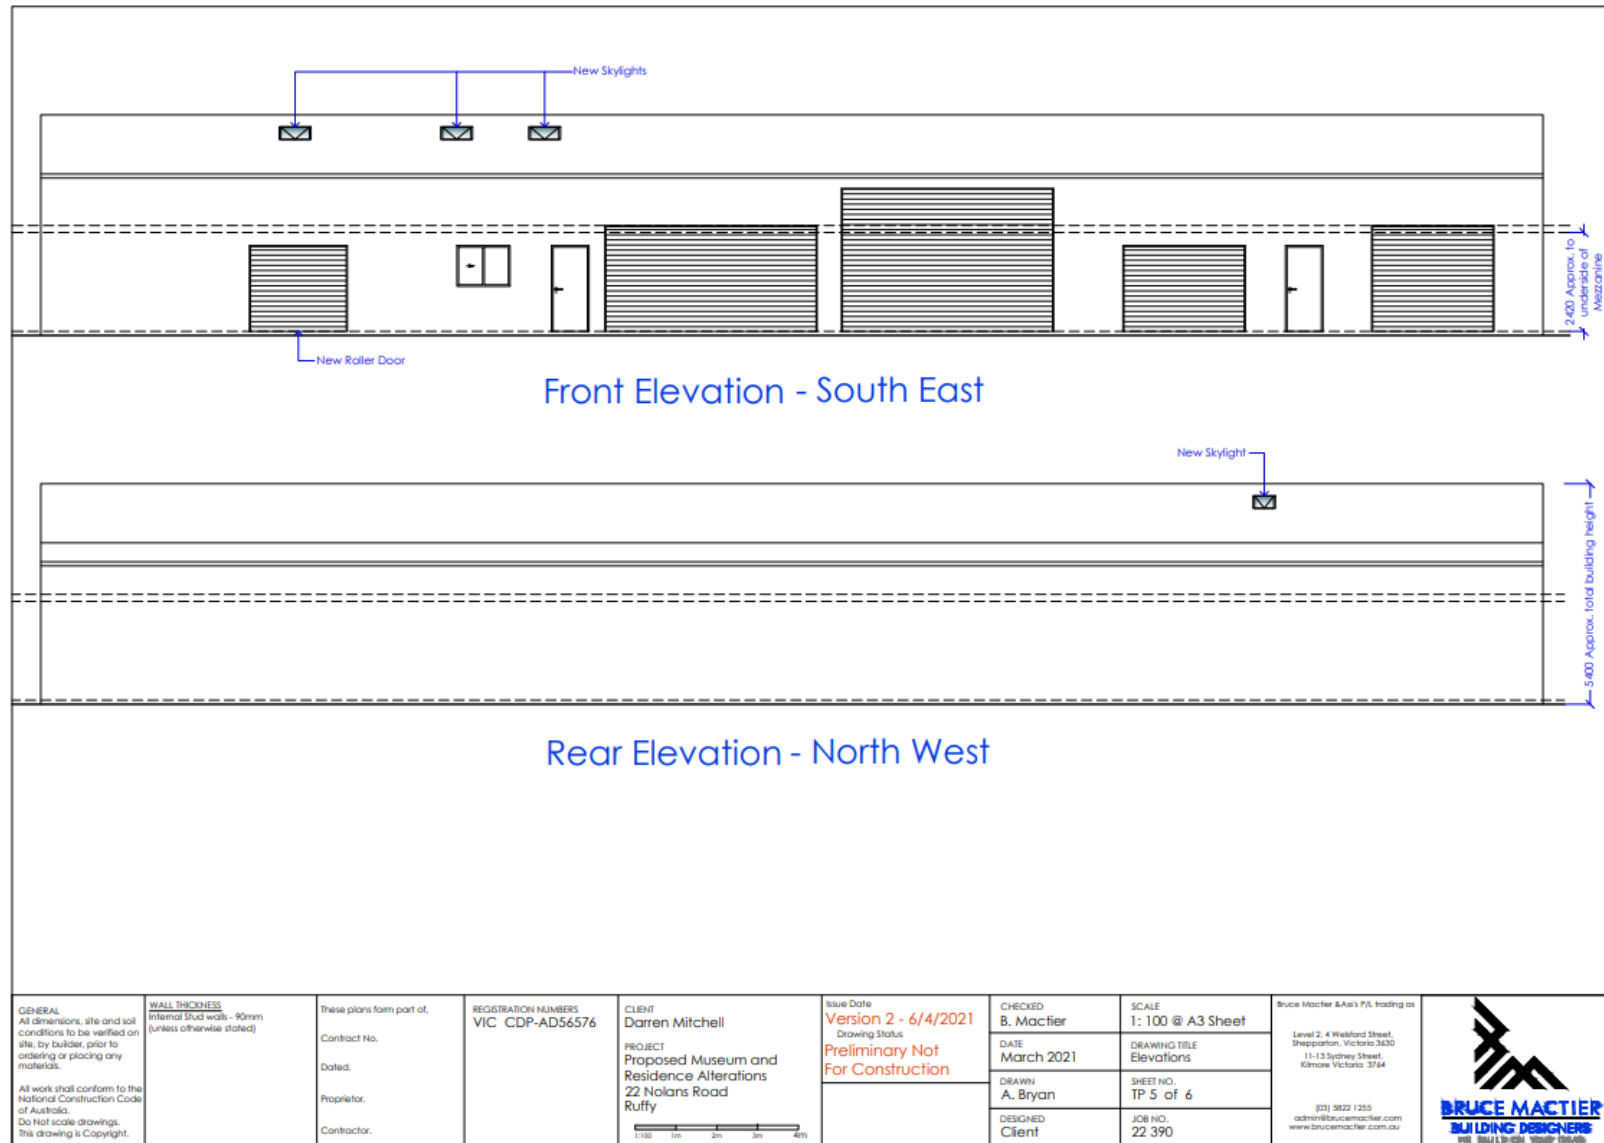 New Skylights
2420 Approx. to
underside of
Mezzanine
New Roller Door
Front Elevation - South East
New Skylight
5400 Approx. total building height
Rear Elevation - North West
GENERAL
All dimensions, site and soil
conditions to be verified on
site, by builder, prior to
ordering or placing any
materials.
All work shall conform to the
National Construction Code
of Australia.
Do Not scale drawings.
This drawing is Copyright.
WALL THICKNESS
Internal Stud walls - 90mm
(unless otherwise stated)
These plans form part of,
Contract No.
Dated.
Proprietor.
Contractor.
REGISTRATION NUMBERS
VIC CDP-AD56576
CLIENT
Darren Mitchell
PROJECT
Proposed Museum and
Residence Alterations
22 Nolans Road
Ruffy
1:100 1m 2m 3m 4m
Issue Date
Version 2 - 6/4/2021
Drawing Status
Preliminary Not
For Construction
CHECKED
B. Mactier
DATE
March 2021
DRAWN
A. Bryan
DESIGNED
Client
SCALE
1: 100 @ A3 Sheet
DRAWING TITLE
Elevations
SHEET NO.
TP 5 of 6
JOB NO.
22 390
Bruce Mactier &Ass's P/L trading as
Level 2, 4 Welsford Street,
Shepparton, Victoria 3630
11-13 Sydney Street,
Kilmore Victoria 3764
(03) 5822 1255
admin@brucemactier.com
www.brucemactier.com.au
BRUCE MACTIER
BUILDING DESIGNERS